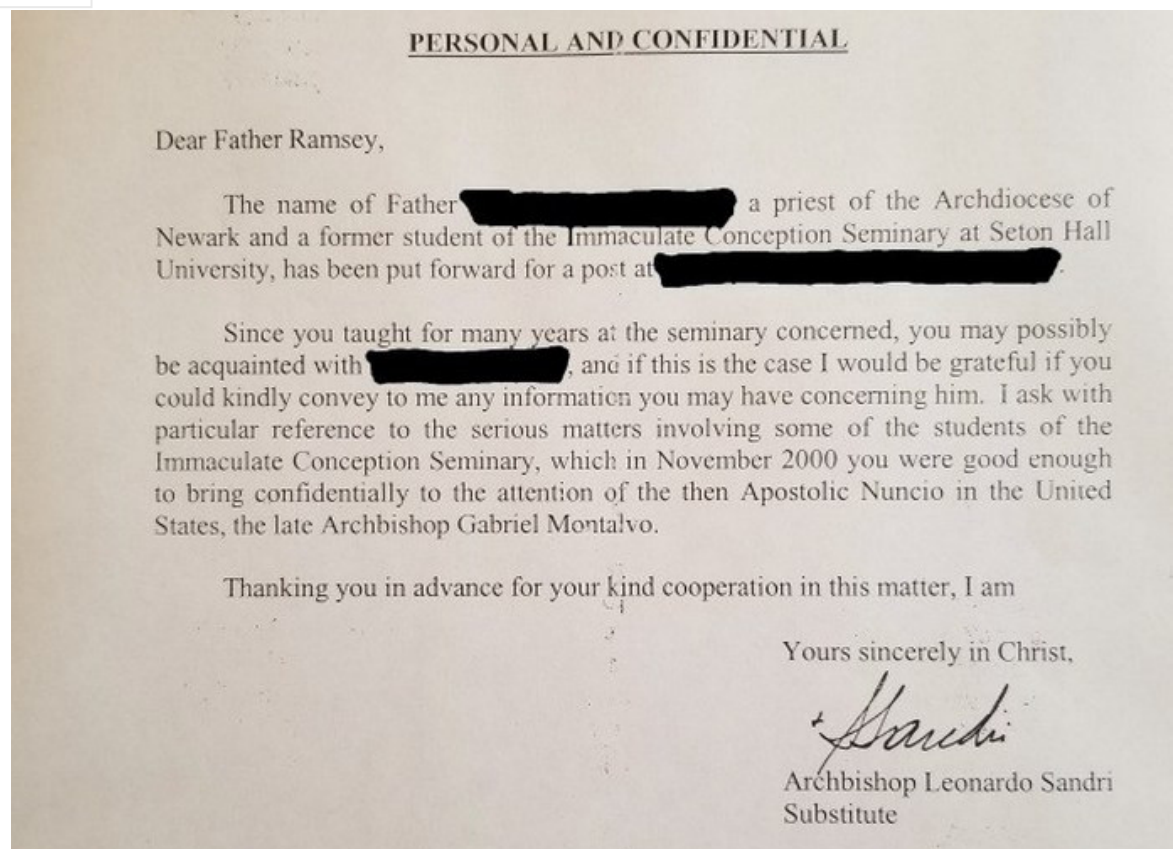 PERSONAL AND CONFIDENTIAL
Dear Father Ramsey,
The name of Father a priest of the Archdiocese of
Newark and a former student of the Immaculate Conception Seminary at Seton Hall
University, has been put forward for a post at .
Since you taught for many years at the seminary concerned, you may possibly
be acquainted with , and if this is the case I would be grateful if you
could kindly convey to me any information you may have concerning him. I ask with
particular reference to the serious matters involving some of the students of the
Immaculate Conception Seminary, which in November 2000 you were good enough
to bring confidentially to the attention of the then Apostolic Nuncio in the United
States, the late Archbishop Gabriel Montalvo.
Thanking you in advance for your kind cooperation in this matter, I am
Yours sincerely in Christ,
+ LSandri
Archbishop Leonardo Sandri
Substitute